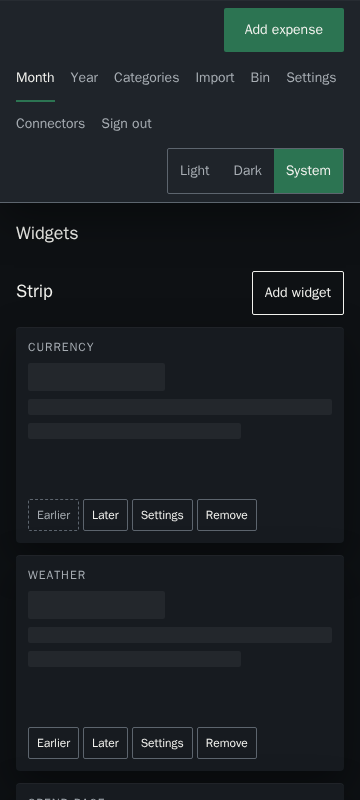 Add expense
Month Year Categories Import Bin Settings
Connectors Sign out
Light Dark System
Widgets
Strip Add widget
CURRENCY
Earlier Later Settings Remove
WEATHER
Earlier Later Settings Remove